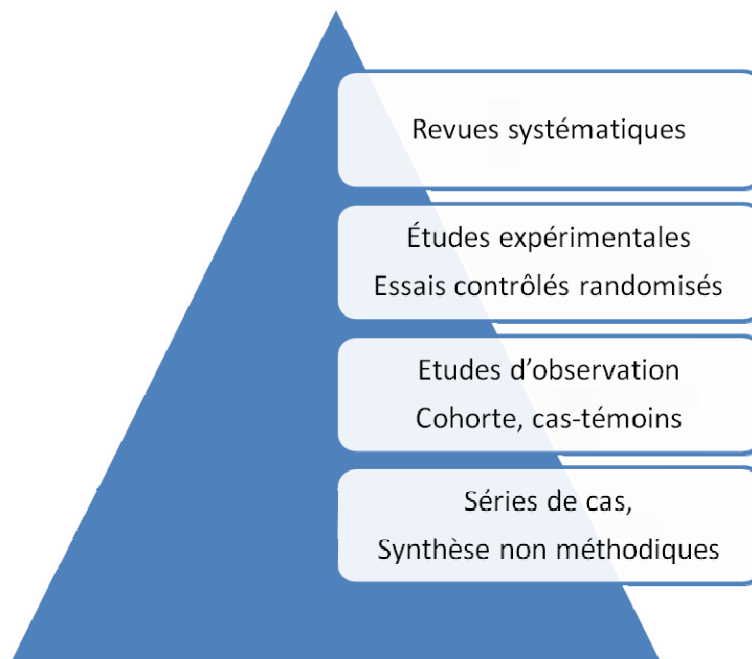 Revues systématiques
Études expérimentales
Essais contrôlés randomisés
Etudes d'observation
Cohorte, cas-témoins
Séries de cas,
Synthèse non méthodiques